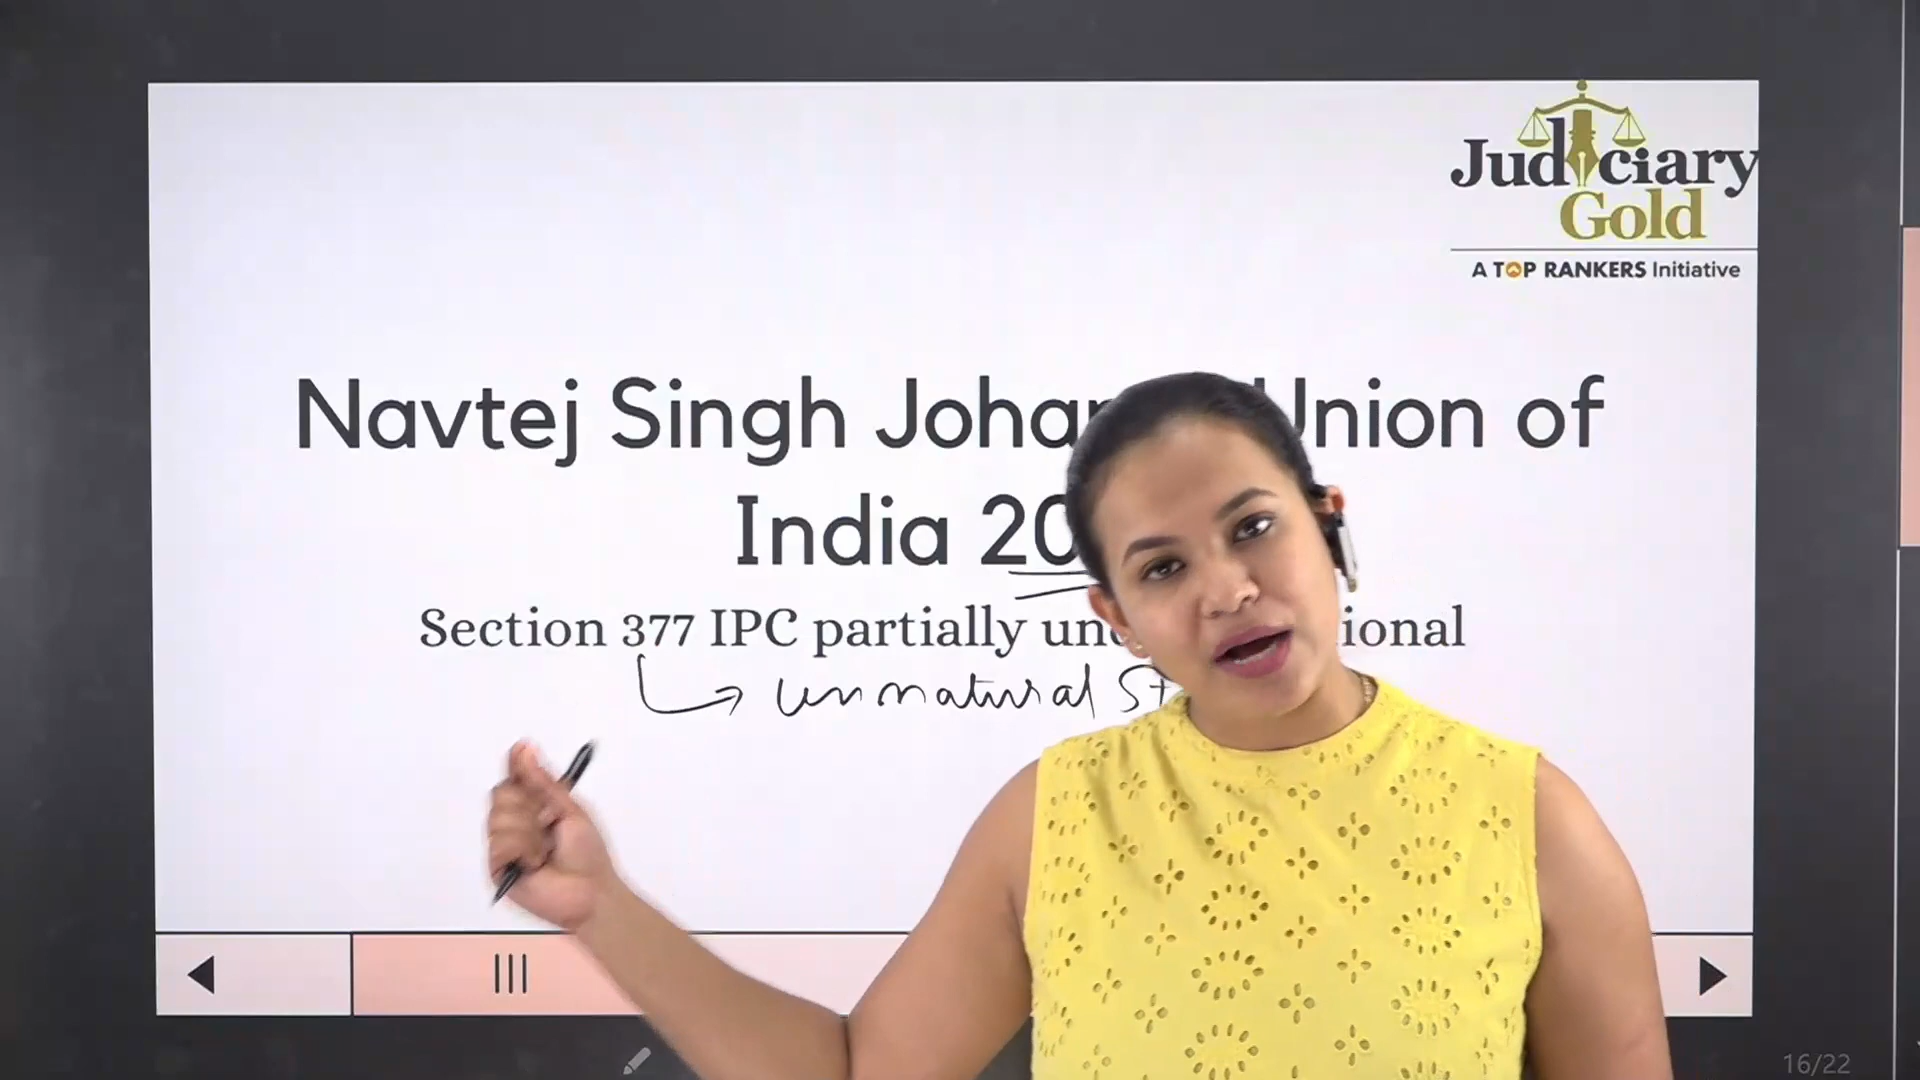 Judiciary
Gold
A TOP RANKERS Initiative
Navtej Singh Johar Union of
India 20
Section 377 IPC partially ional
unnatural
16/22